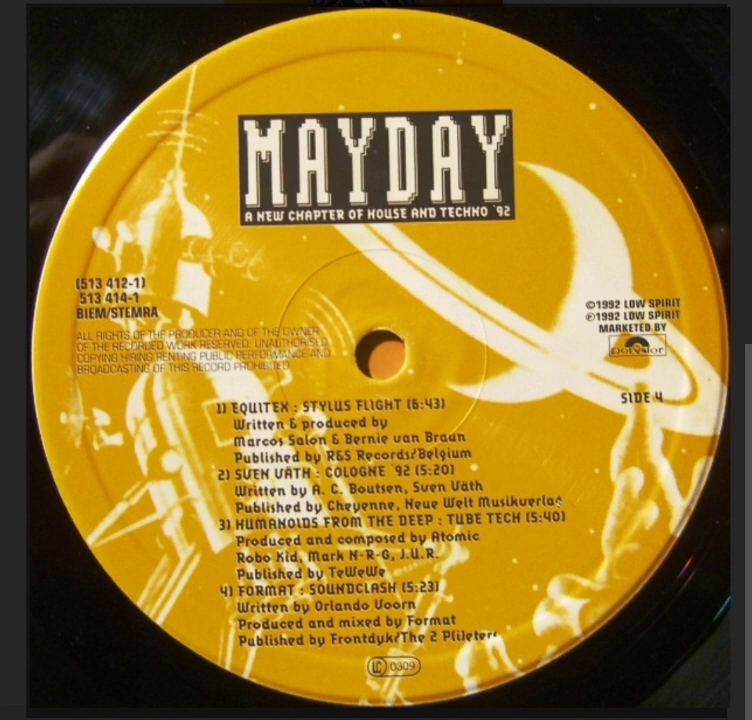 MAYDAY
A NEW CHAPTER OF HOUSE AND TECHNO '92
(513 412-1)
513 414-1
BIEM/STEMRA
ALL RIGHTS OF THE PRODUCER AND OF THE OWNER
OF THE RECORDED WORK RESERVED. UNAUTHORISED
COPYING HIRING RENTING PUBLIC PERFORMANCE AND
BROADCASTING OF THIS RECORD PROHIBITED
©1992 LOW SPIRIT
℗1992 LOW SPIRIT
MARKETED BY
polydor
SIDE 4
1) EQUITEX : STYLUS FLIGHT (6:43)
Written & produced by
Marcos Salon & Bernie van Braun
Published by R&S Records/Belgium
2) SVEN VÄTH : COLOGNE '92 (5:20)
Written by A. C. Boutsen, Sven Väth
Published by Cheyenne, Neue Welt Musikverlag
3) HUMANOIDS FROM THE DEEP : TUBE TECH (5:40)
Produced and composed by Atomic
Robo Kid, Mark N-R-G, J.U.R.
Published by TeWeWe
4) FORMAT : SOUNDCLASH (5:23)
Written by Orlando Voorn
Produced and mixed by Format
Published by Frontdyk/The 2 Plileters
LC 0309